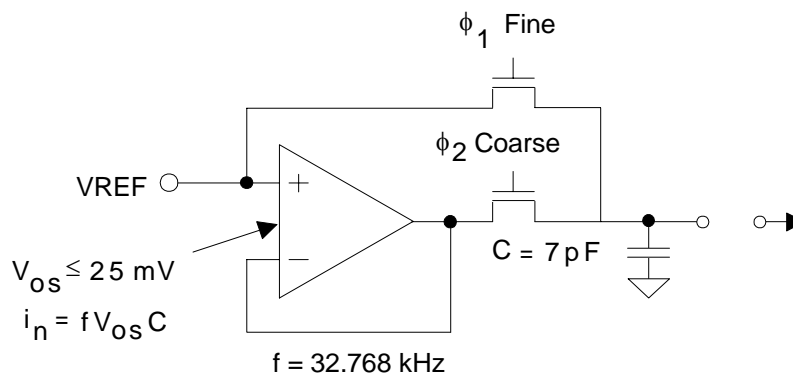 ϕ1 Fine
ϕ2 Coarse
VREF
+
−
Vos ≤ 25 mV
in = f Vos C
C = 7 pF
f = 32.768 kHz